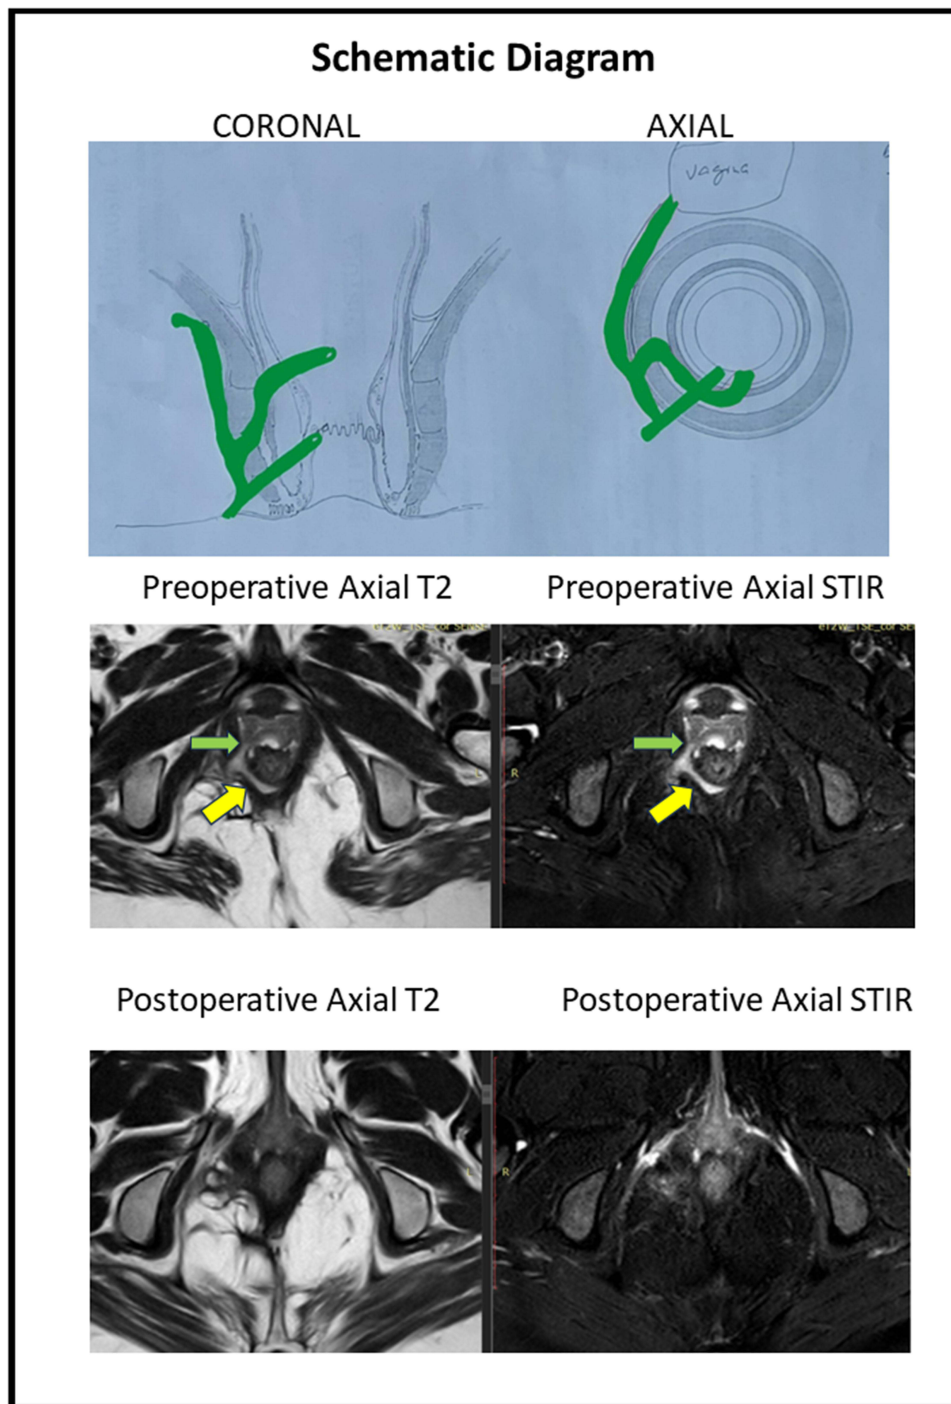 Schematic Diagram
CORONAL
AXIAL
vagina
Preoperative Axial T2
Preoperative Axial STIR
L
R
Postoperative Axial T2
Postoperative Axial STIR
L
R